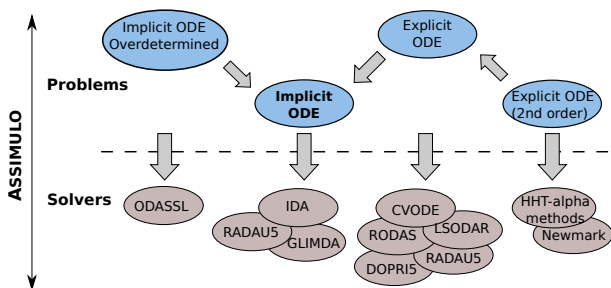 Implicit ODE
Overdetermined
Explicit
ODE
Problems
Implicit
ODE
Explicit ODE
(2nd order)
ASSIMULO
Solvers
ODASSL
IDA
RADAU5
GLIMDA
CVODE
RODAS
LSODAR
DOPRI5
RADAU5
HHT-alpha
methods
Newmark